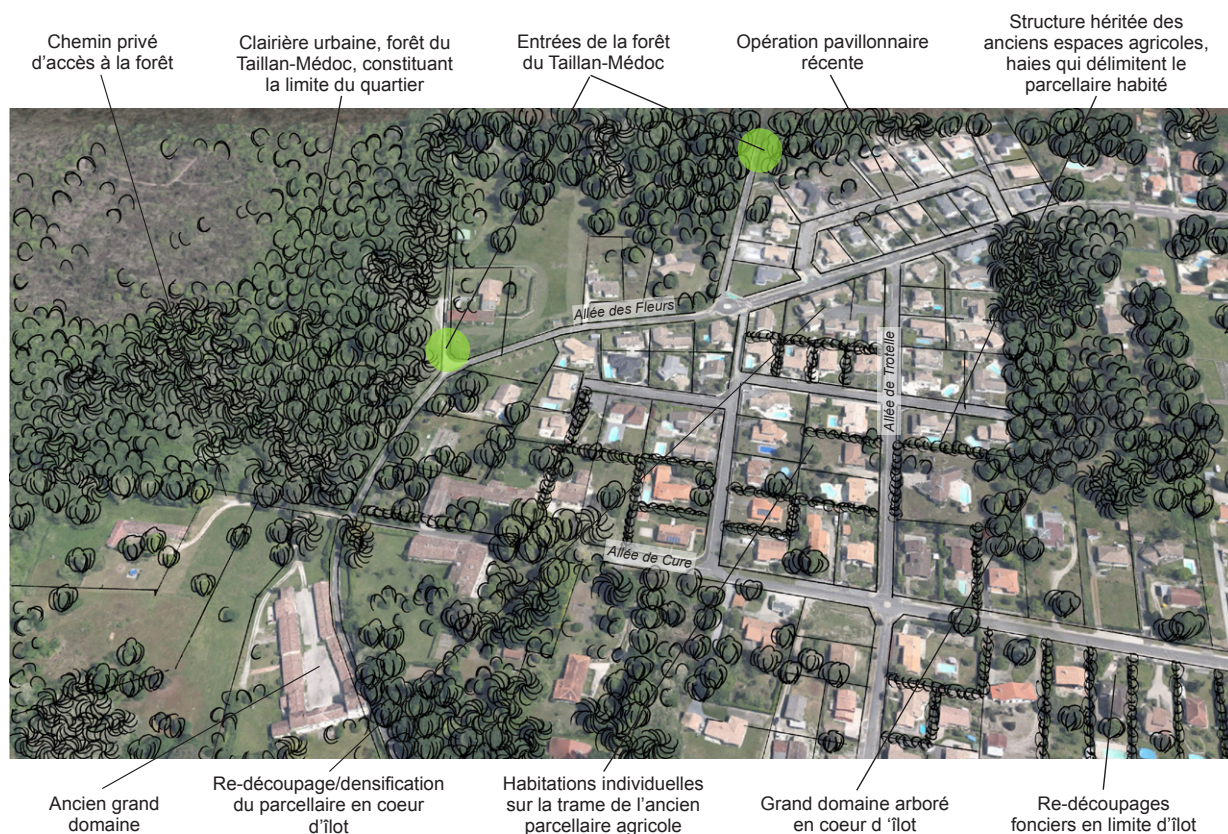 Chemin privé
d'accès à la forêt
Clairière urbaine, forêt du
Taillan-Médoc, constituant
la limite du quartier
Entrées de la forêt
du Taillan-Médoc
Opération pavillonnaire
récente
Structure héritée des
anciens espaces agricoles,
haies qui délimitent le
parcellaire habité
Allée des Fleurs
Allée de Trotelle
Allée de Cure
Ancien grand
domaine
Re-découpage/densification
du parcellaire en coeur
d'îlot
Habitations individuelles
sur la trame de l'ancien
parcellaire agricole
Grand domaine arboré
en coeur d 'îlot
Re-découpages
fonciers en limite d'îlot